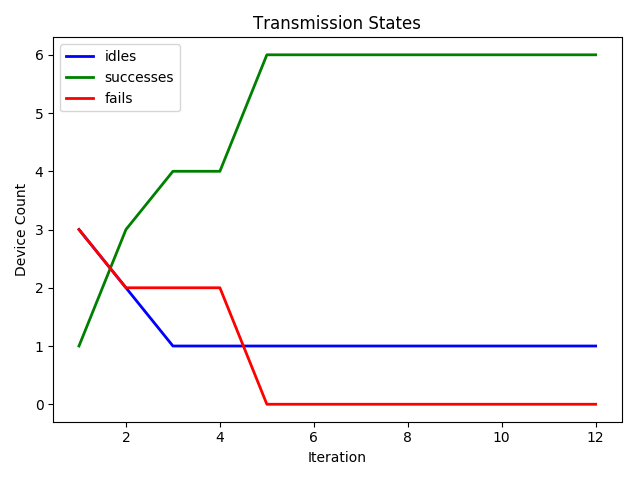 Transmission States
idles
successes
fails
Device Count
6
5
4
3
2
1
0
2 4 6 8 10 12
Iteration